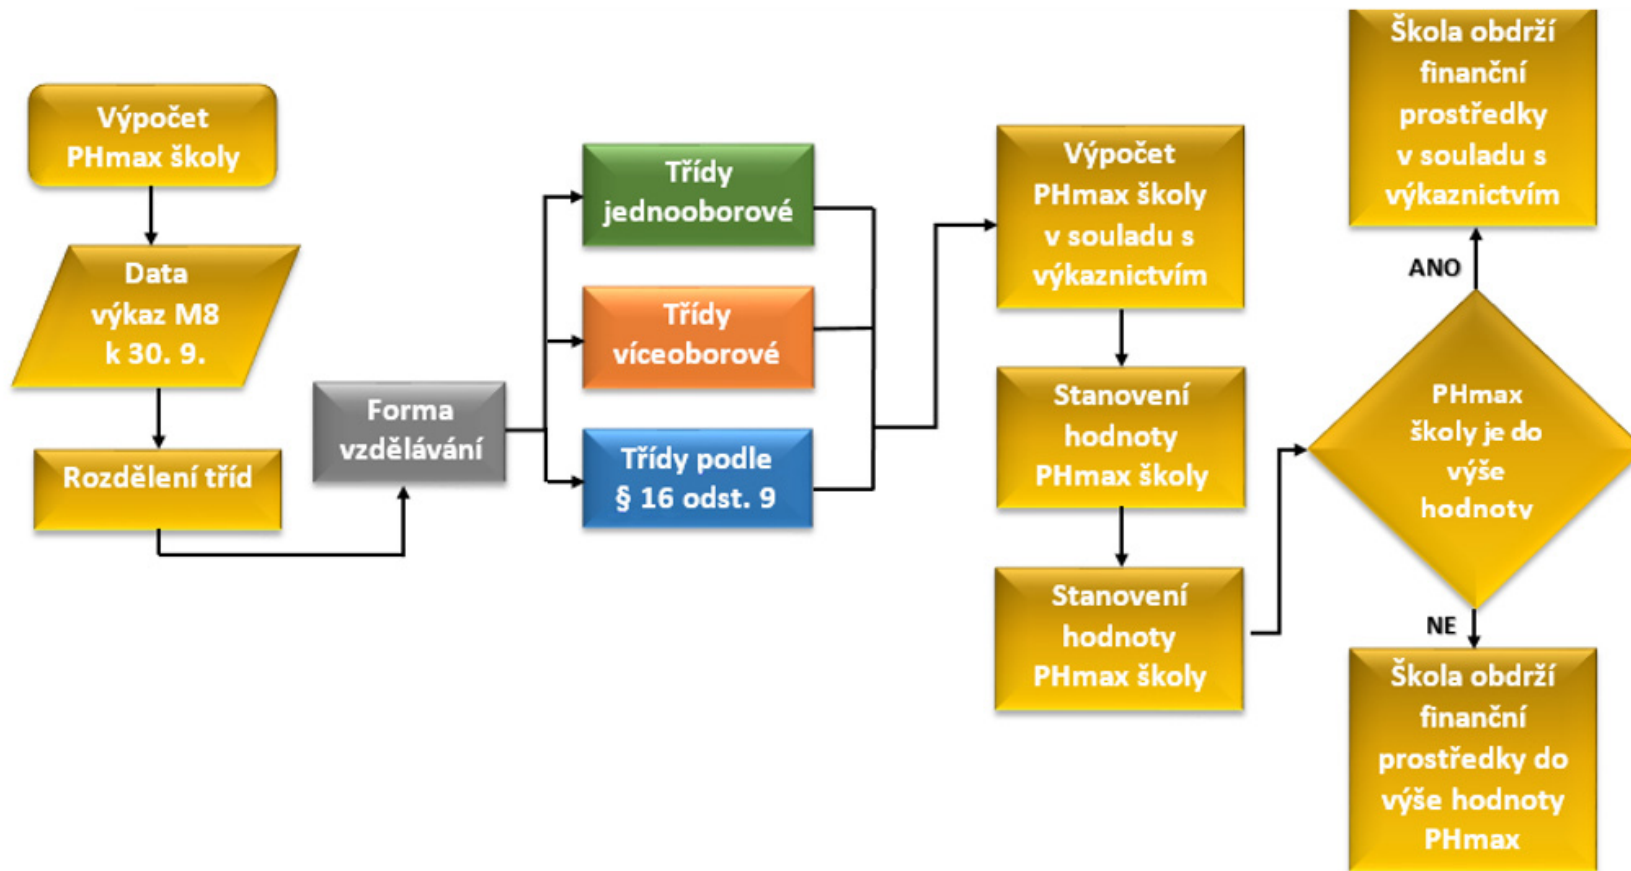 Výpočet
PHmax školy
Data
výkaz M8
k 30. 9.
Rozdělení tříd
Forma
vzdělávání
Třídy
jednooborové
Třídy
víceoborové
Třídy podle
§ 16 odst. 9
Výpočet
PHmax školy
v souladu s
výkaznictvím
Stanovení
hodnoty
PHmax školy
Stanovení
hodnoty
PHmax školy
PHmax
školy je do
výše
hodnoty
ANO
Škola obdrží
finanční
prostředky
v souladu s
výkaznictvím
NE
Škola obdrží
finanční
prostředky do
výše hodnoty
PHmax